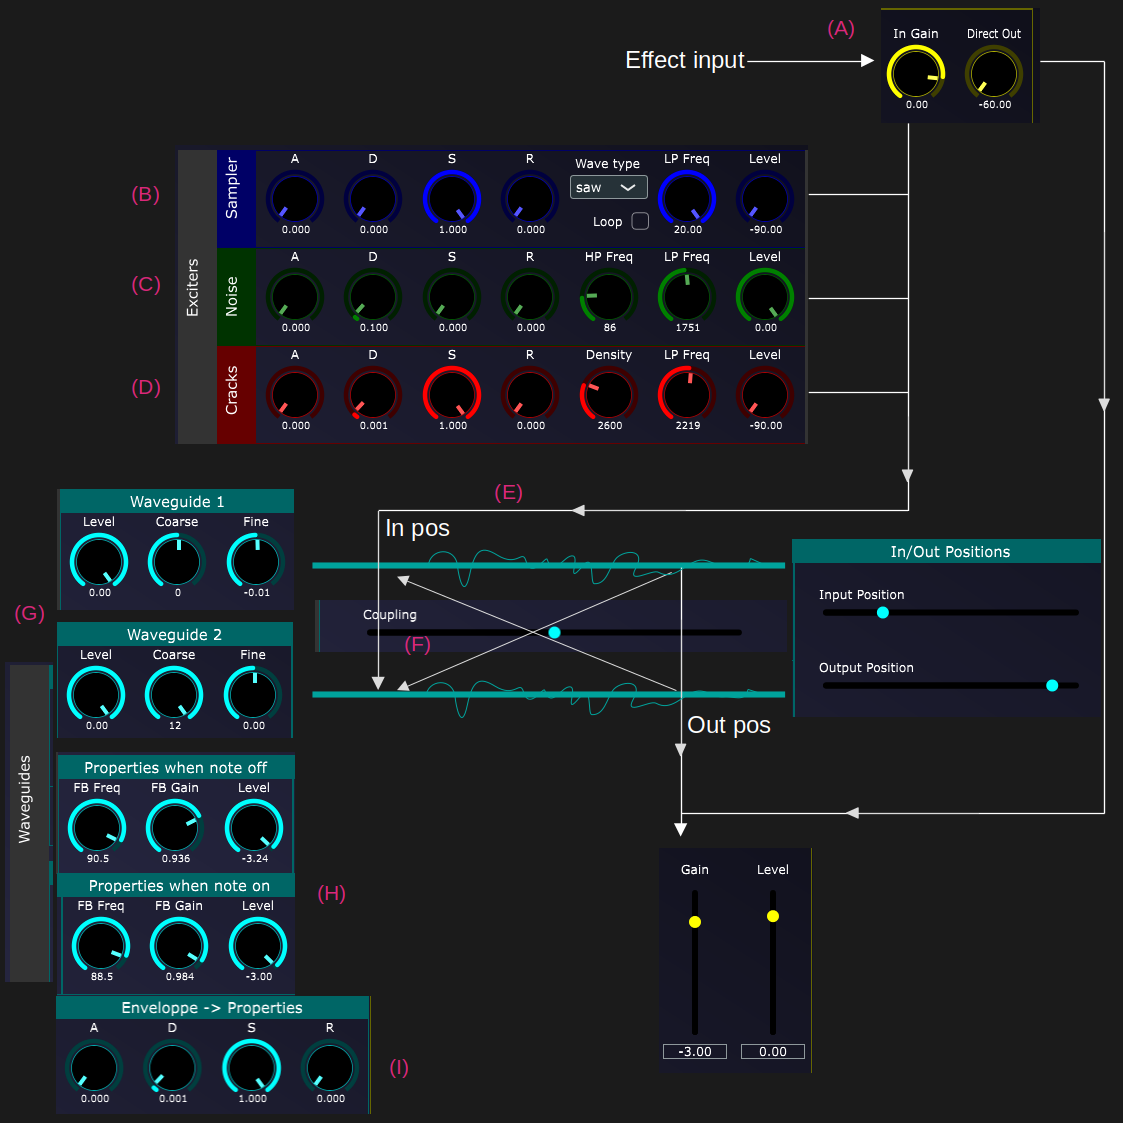 (A)
In Gain Direct Out
Effect input
0.00 -60.00
Exciters
(B)
Sampler
A D S R Wave type LP Freq Level
saw
Loop
0.000 0.000 1.000 0.000 20.00 -90.00
(C)
Noise
A D S R HP Freq LP Freq Level
0.000 0.100 0.000 0.000 86 1751 0.00
(D)
Cracks
A D S R Density LP Freq Level
0.000 0.001 1.000 0.000 2600 2219 -90.00
(E)
In pos
Coupling
(F)
Out pos
In/Out Positions
Input Position
Output Position
(G)
Waveguides
Waveguide 1
Level Coarse Fine
0.00 0 -0.01
Waveguide 2
Level Coarse Fine
0.00 12 0.00
Properties when note off
FB Freq FB Gain Level
90.5 0.936 -3.24
(H)
Properties when note on
FB Freq FB Gain Level
88.5 0.984 -3.00
Enveloppe -> Properties
A D S R
0.000 0.001 1.000 0.000
(I)
Gain Level
-3.00 0.00